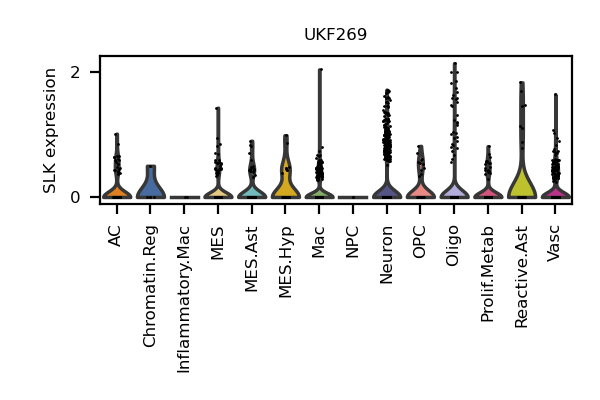 UKF269
SLK expression
2
0
AC
Chromatin.Reg
Inflammatory.Mac
MES
MES.Ast
MES.Hyp
Mac
NPC
Neuron
OPC
Oligo
Prolif.Metab
Reactive.Ast
Vasc